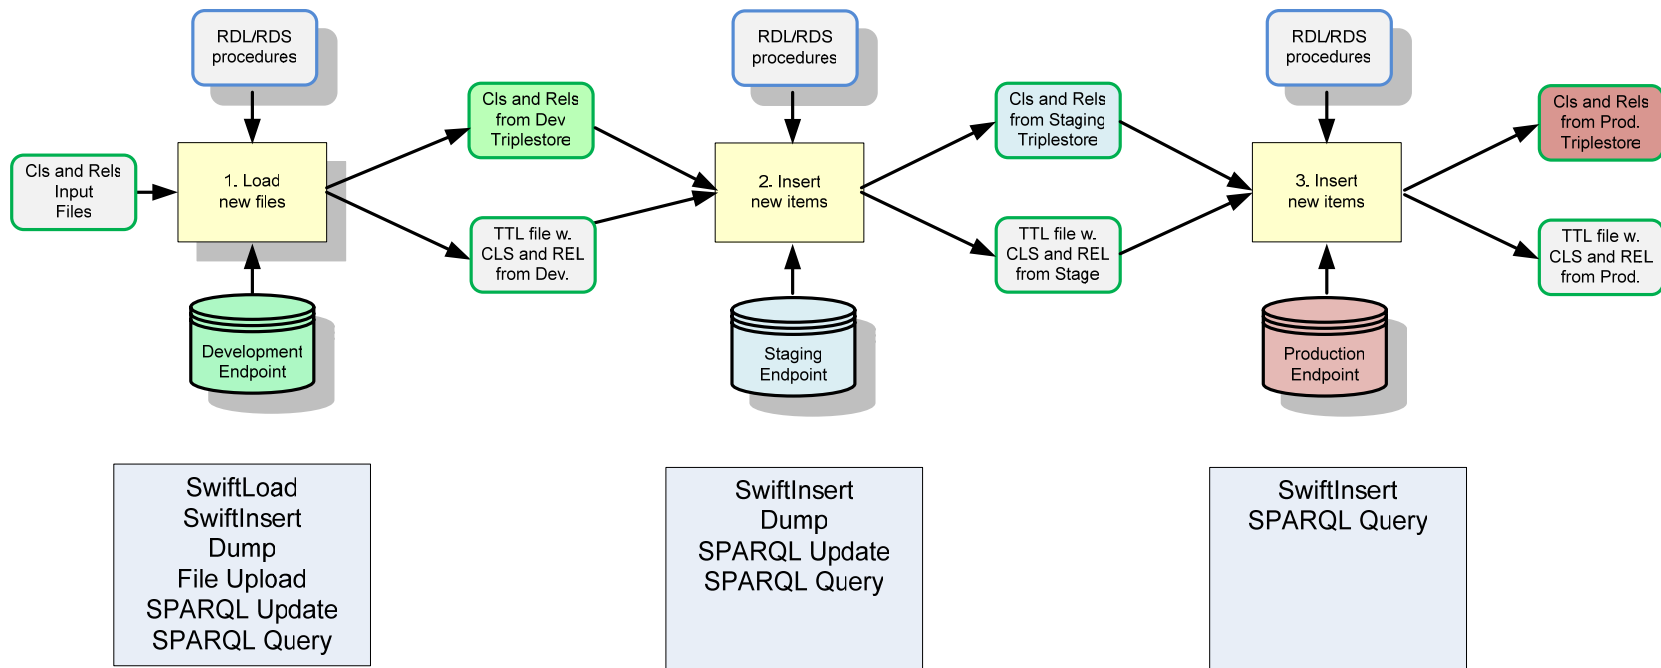 RDL/RDS
procedures
RDL/RDS
procedures
RDL/RDS
procedures
Cls and Rels
Input
Files
1. Load
new files
Cls and Rels
from Dev
Triplestore
TTL file w.
CLS and REL
from Dev.
2. Insert
new items
Cls and Rels
from Staging
Triplestore
TTL file w.
CLS and REL
from Stage
3. Insert
new items
Cls and Rels
from Prod.
Triplestore
TTL file w.
CLS and REL
from Prod.
Development
Endpoint
Staging
Endpoint
Production
Endpoint
SwiftLoad
SwiftInsert
Dump
File Upload
SPARQL Update
SPARQL Query
SwiftInsert
Dump
SPARQL Update
SPARQL Query
SwiftInsert
SPARQL Query